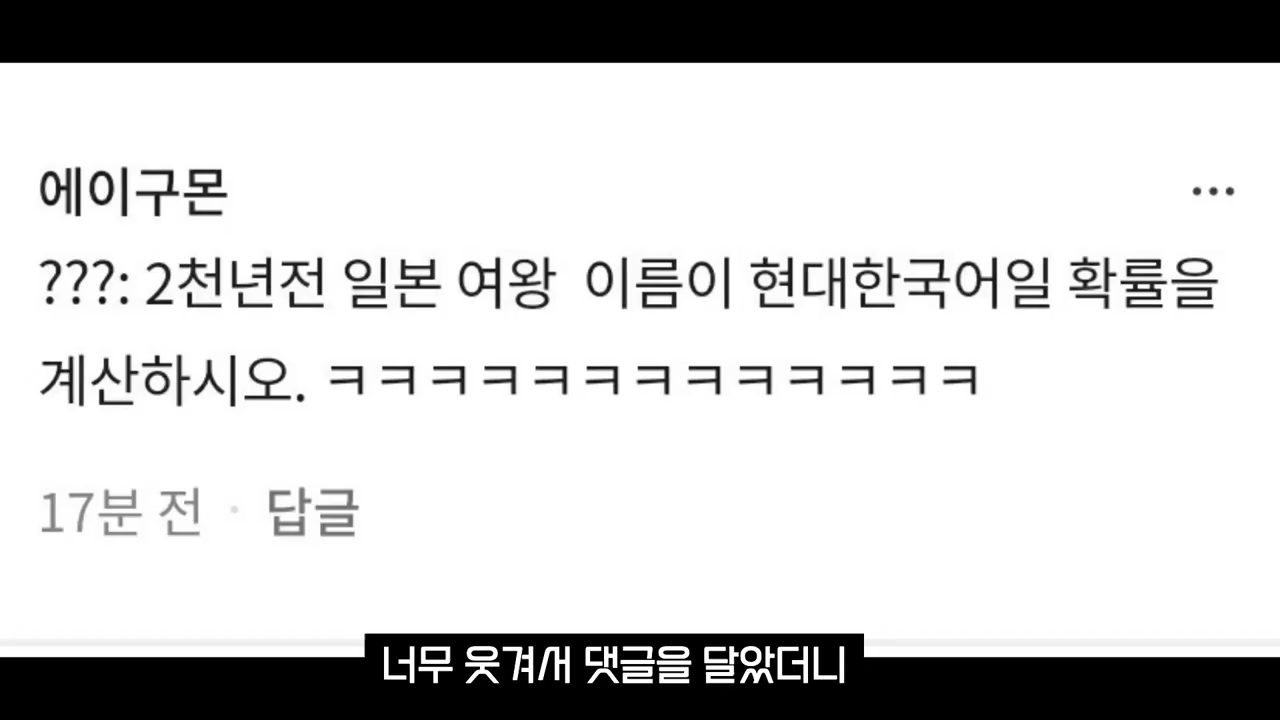 에이구몬
???: 2천년전 일본 여왕  이름이 현대한국어일 확률을
계산하시오. ㅋㅋㅋㅋㅋㅋㅋㅋㅋㅋㅋㅋㅋ
17분 전 · 답글
너무 웃겨서 댓글을 달았더니